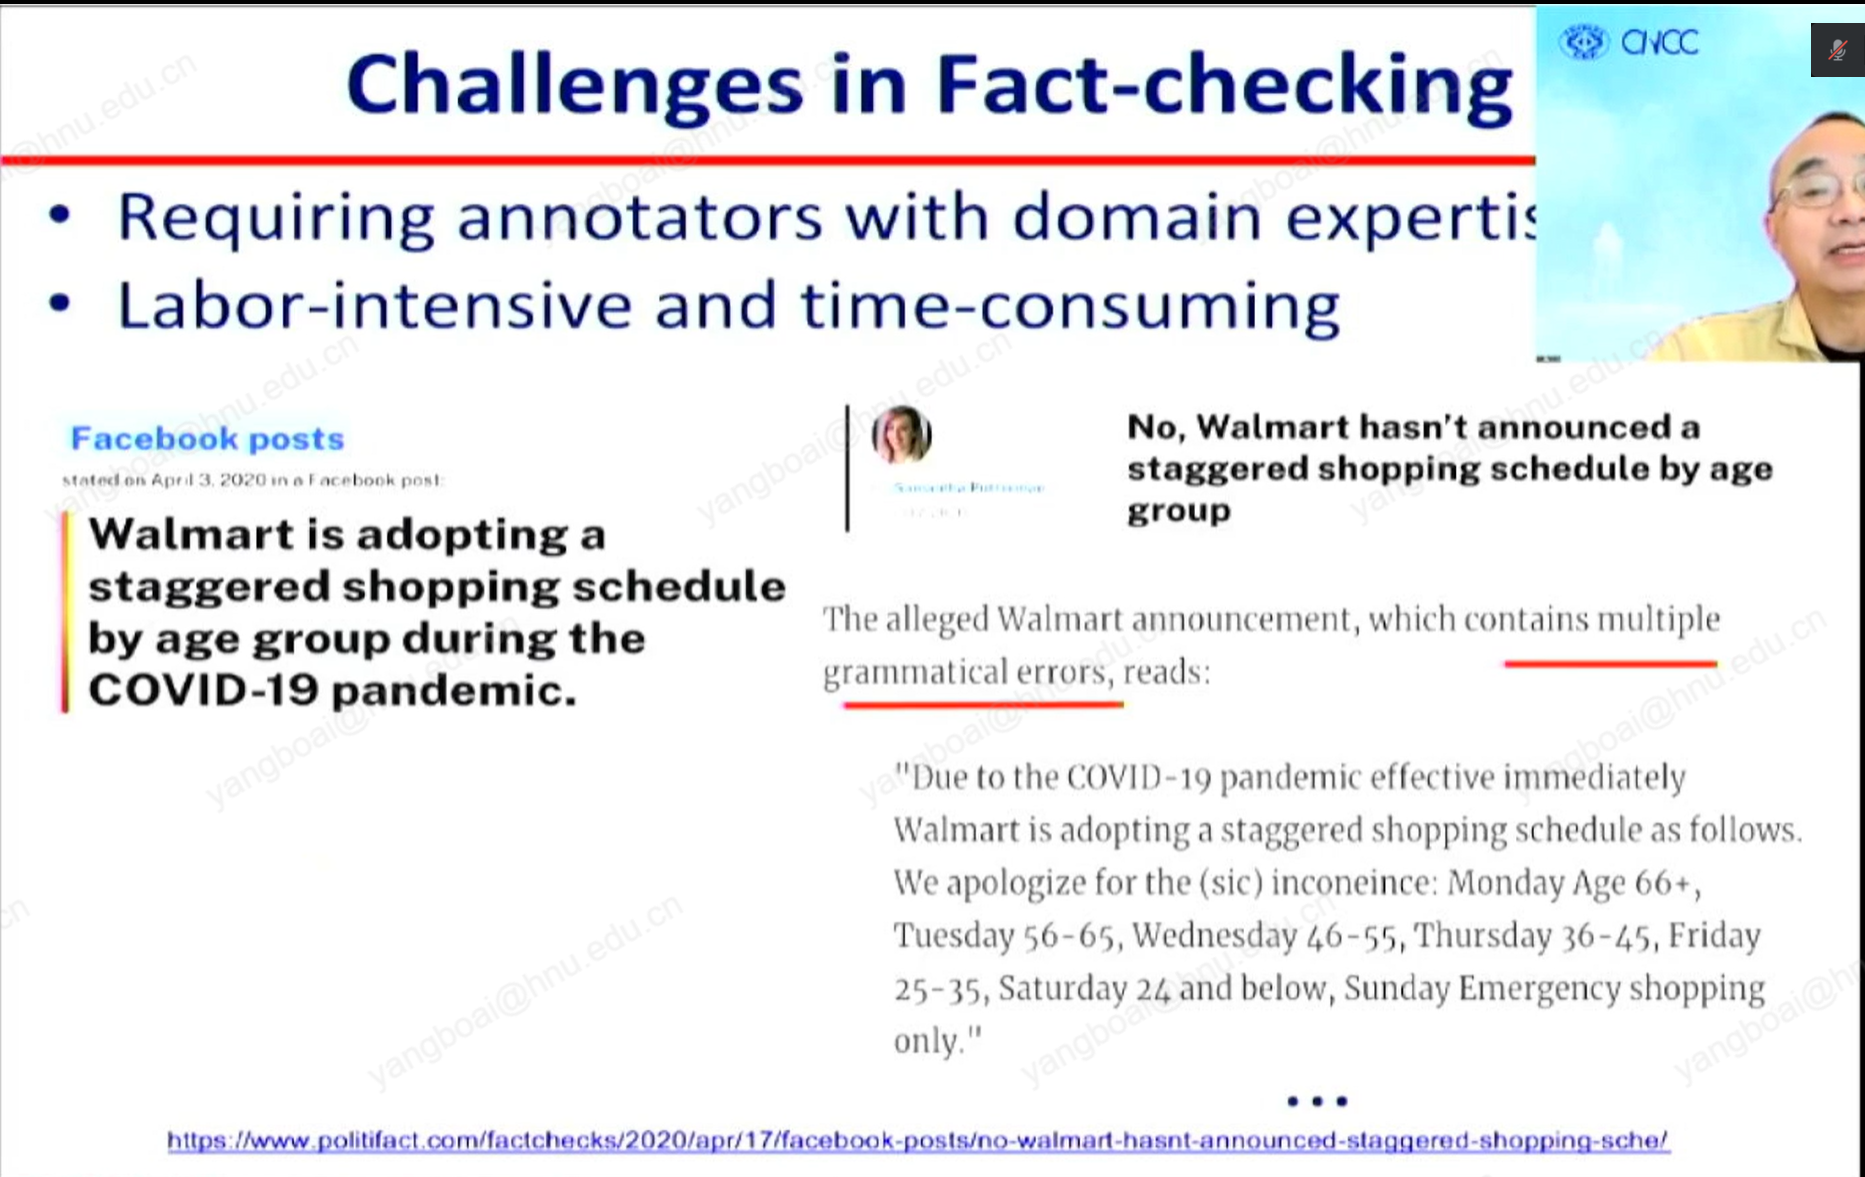 Challenges in Fact-checking
CNCC
• Requiring annotators with domain expertis
• Labor-intensive and time-consuming
Facebook posts
stated on April 3, 2020 in a Facebook post:
Walmart is adopting a
staggered shopping schedule
by age group during the
COVID-19 pandemic.
No, Walmart hasn't announced a
staggered shopping schedule by age
group
The alleged Walmart announcement, which contains multiple
grammatical errors, reads:
"Due to the COVID-19 pandemic effective immediately
Walmart is adopting a staggered shopping schedule as follows.
We apologize for the (sic) inconeince: Monday Age 66+,
Tuesday 56-65, Wednesday 46-55, Thursday 36-45, Friday
25-35, Saturday 24 and below, Sunday Emergency shopping
only."
...
https://www.politifact.com/factchecks/2020/apr/17/facebook-posts/no-walmart-hasnt-announced-staggered-shopping-sche/
yangboai@hnu.edu.cn